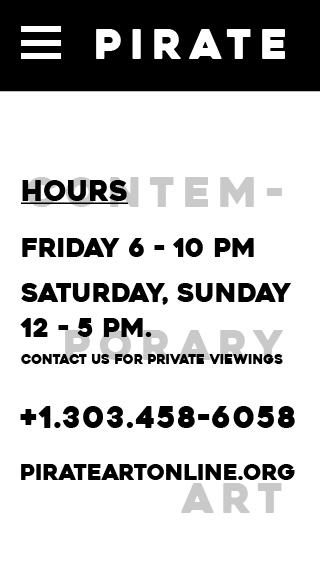 PIRATE
CONTEM-
HOURS
FRIDAY 6 - 10 PM
SATURDAY, SUNDAY
12 - 5 PM.
PORARY
CONTACT US FOR PRIVATE VIEWINGS
+1.303.458-6058
PIRATEARTONLINE.ORG
ART